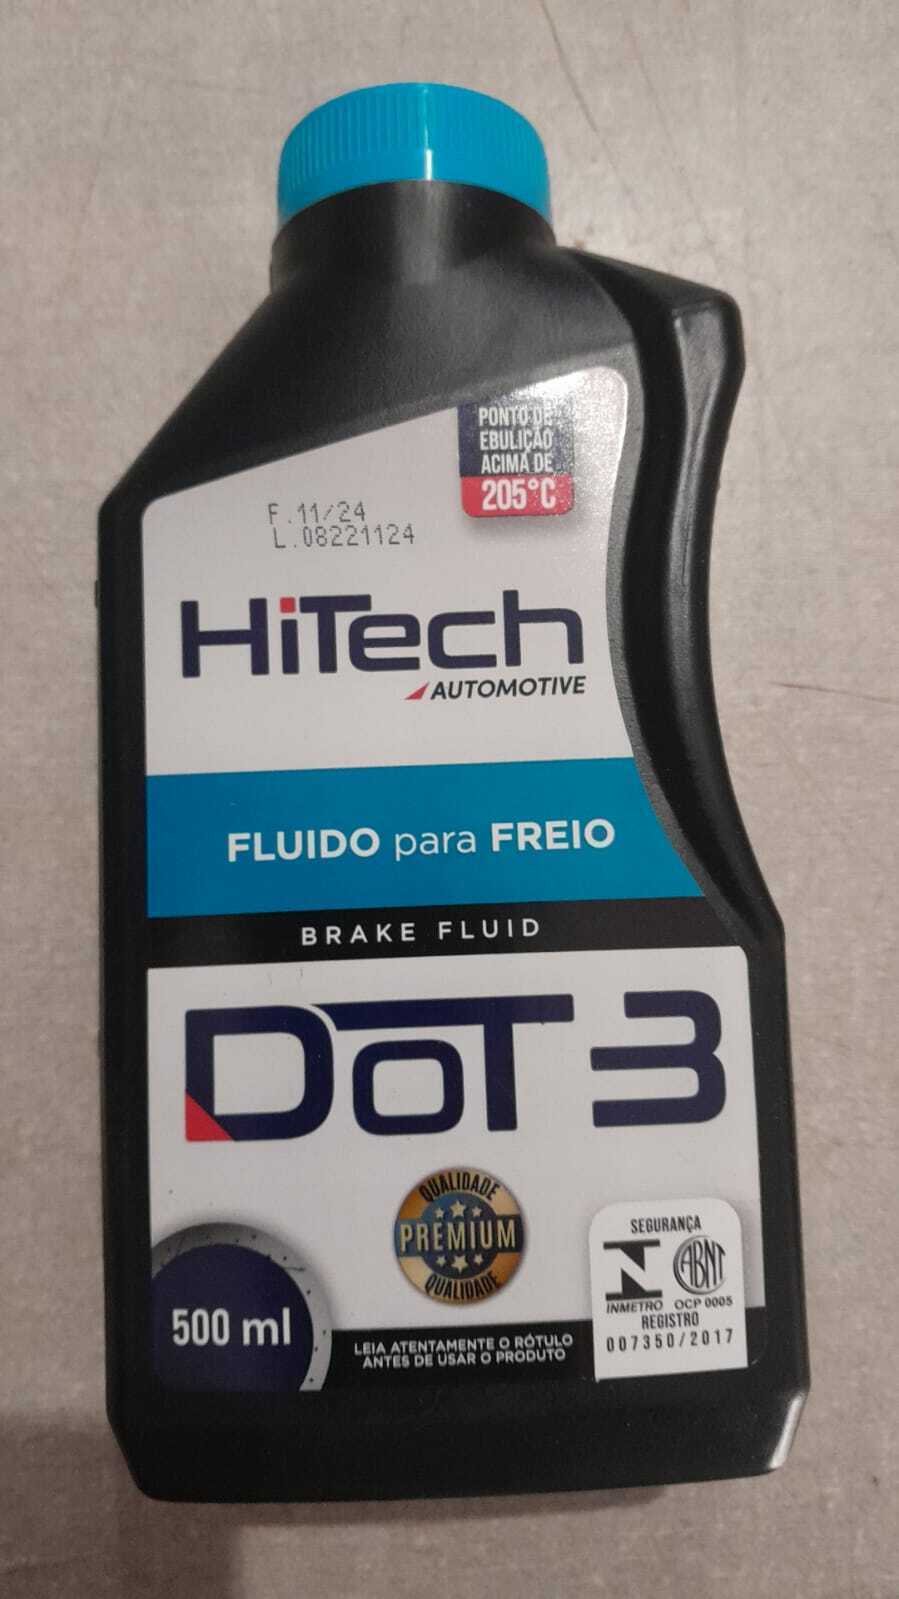 PONTO DE
EBULIÇÃO
ACIMA DE
205°C
F.11/24
L.08221124
HiTech
AUTOMOTIVE
FLUIDO para FREIO
BRAKE FLUID
DOT 3
QUALIDADE
PREMIUM
QUALIDADE
500 ml
LEIA ATENTAMENTE O RÓTULO
ANTES DE USAR O PRODUTO
SEGURANÇA
ABNT
INMETRO OCP 0005
REGISTRO
007350/2017